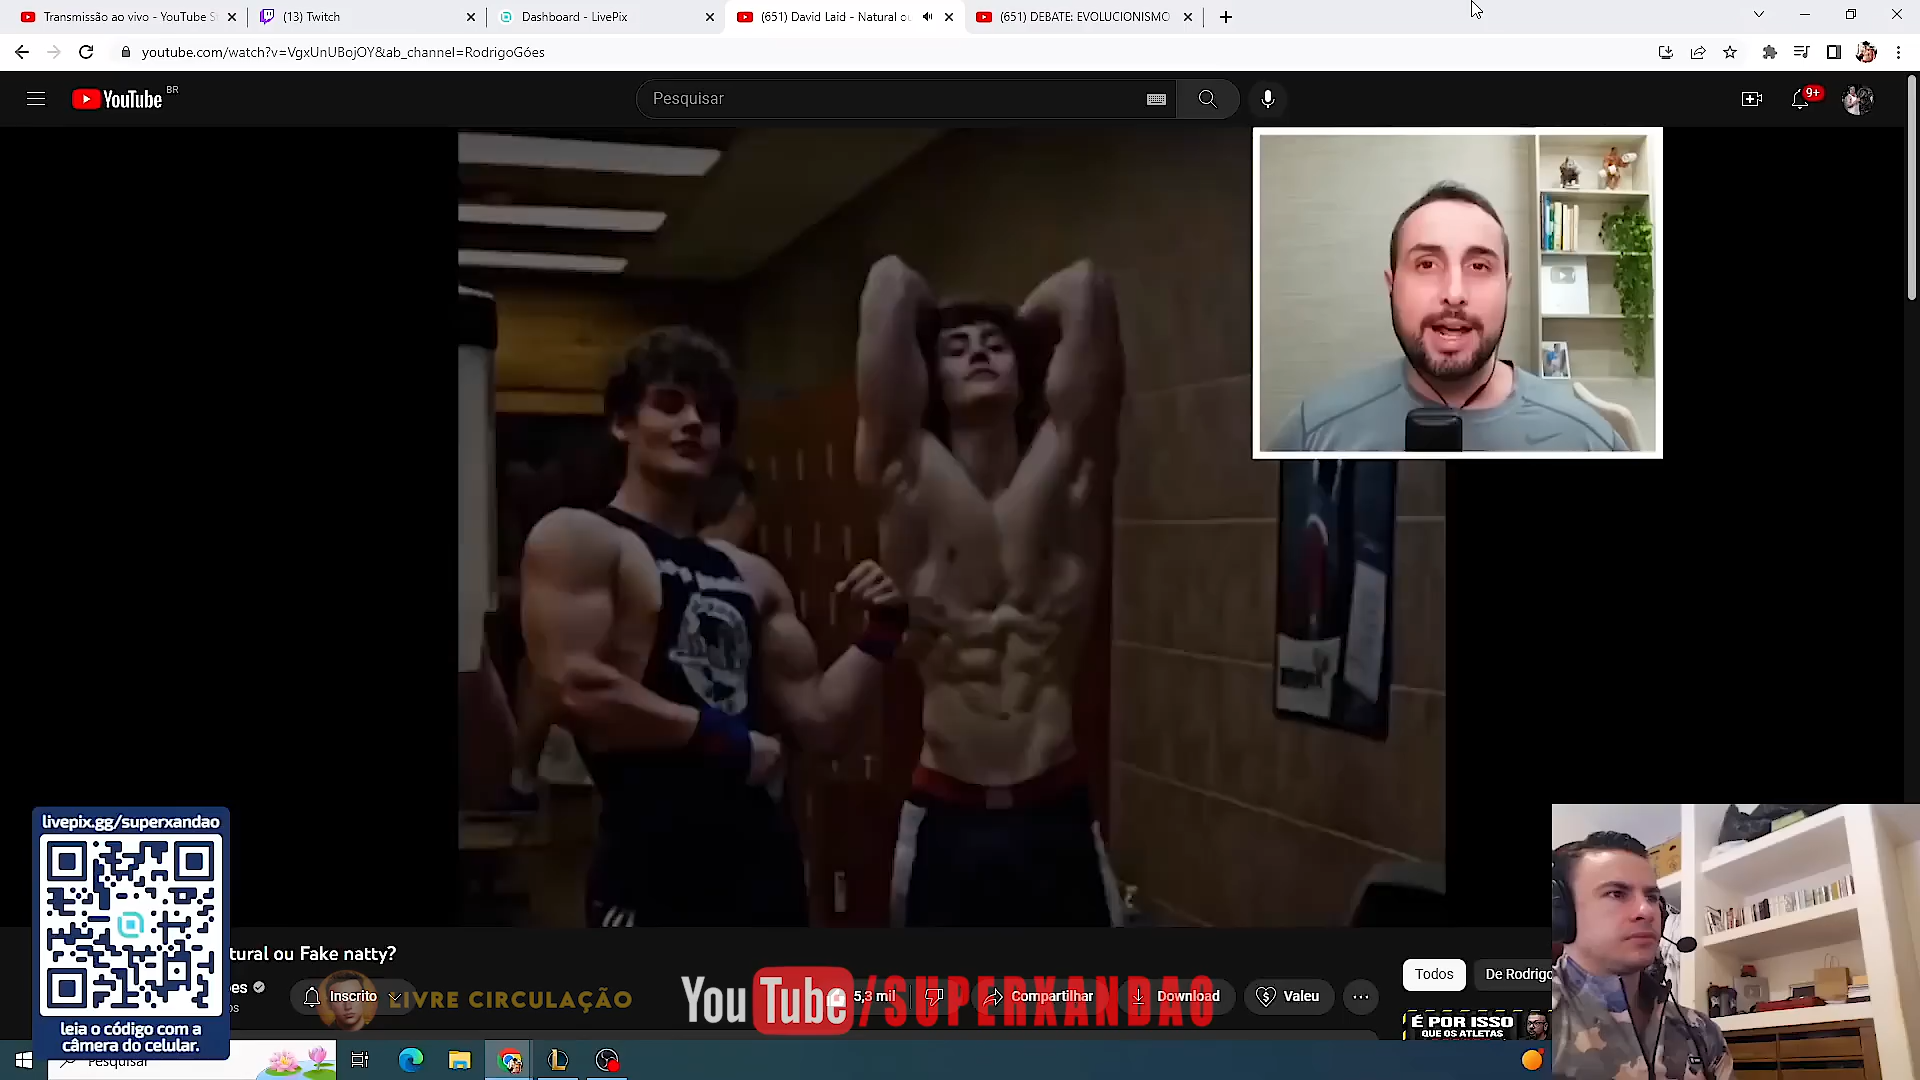 Transmissão ao vivo - YouTube S
(13) Twitch
Dashboard - LivePix
(651) David Laid - Natural ou
(651) DEBATE: EVOLUCIONISMO
youtube.com/watch?v=VgxUnUBojOY&ab_channel=RodrigoGóes
YouTube BR
Pesquisar
9+
livepix.gg/superxandao
leia o código com a
câmera do celular.
tural ou Fake natty?
es
os
Inscrito
LIVRE CIRCULAÇÃO
YouTube/SUPERXANDAO
5,3 mil
Compartilhar
Download
Valeu
Todos
De Rodrigo
É POR ISSO
QUE OS ATLETAS
Pesquisar